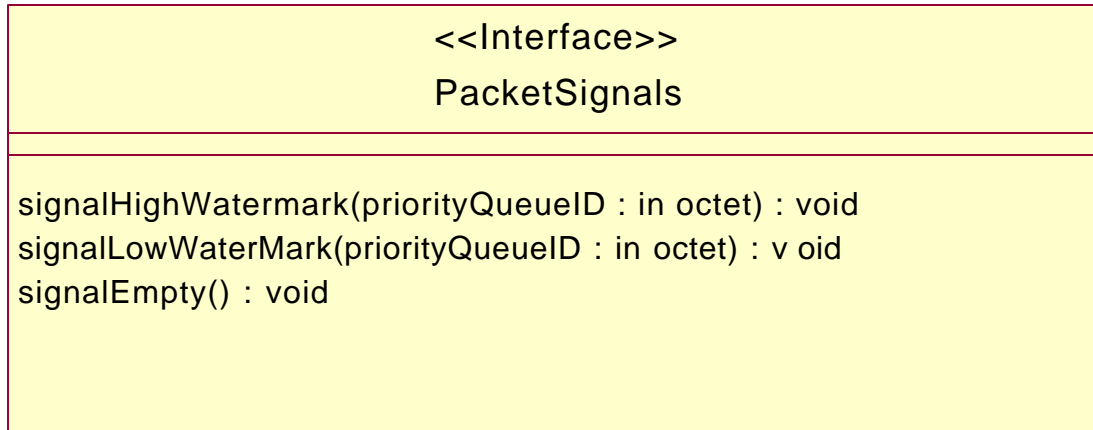 <<Interface>>
PacketSignals
signalHighWatermark(priorityQueueID : in octet) : void
signalLowWaterMark(priorityQueueID : in octet) : v oid
signalEmpty() : void